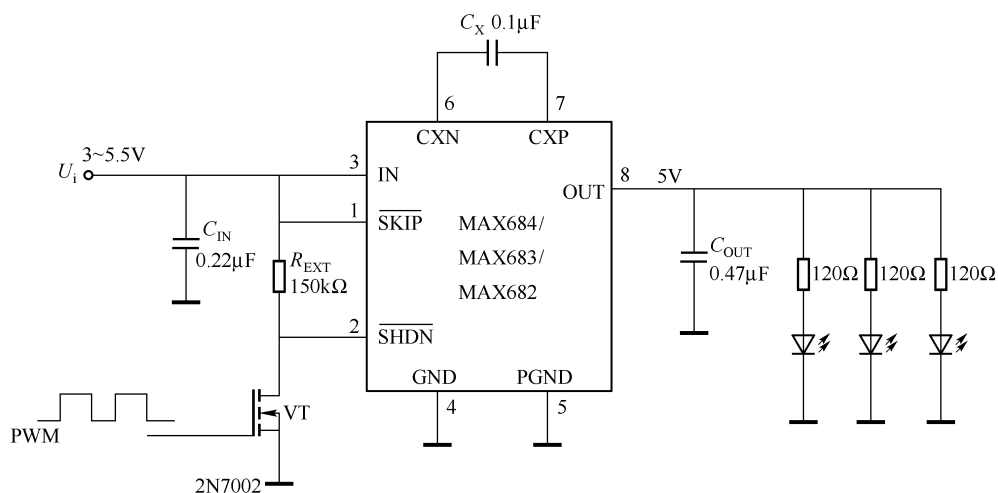 C_X 0.1μF
6
7
CXN
CXP
3~5.5V
U_i
3
IN
8
5V
OUT
1
SKIP
MAX684/
C_IN
0.22μF
R_EXT
150kΩ
MAX683/
MAX682
C_OUT
0.47μF
120Ω
120Ω
120Ω
2
SHDN
GND
PGND
VT
4
5
PWM
2N7002